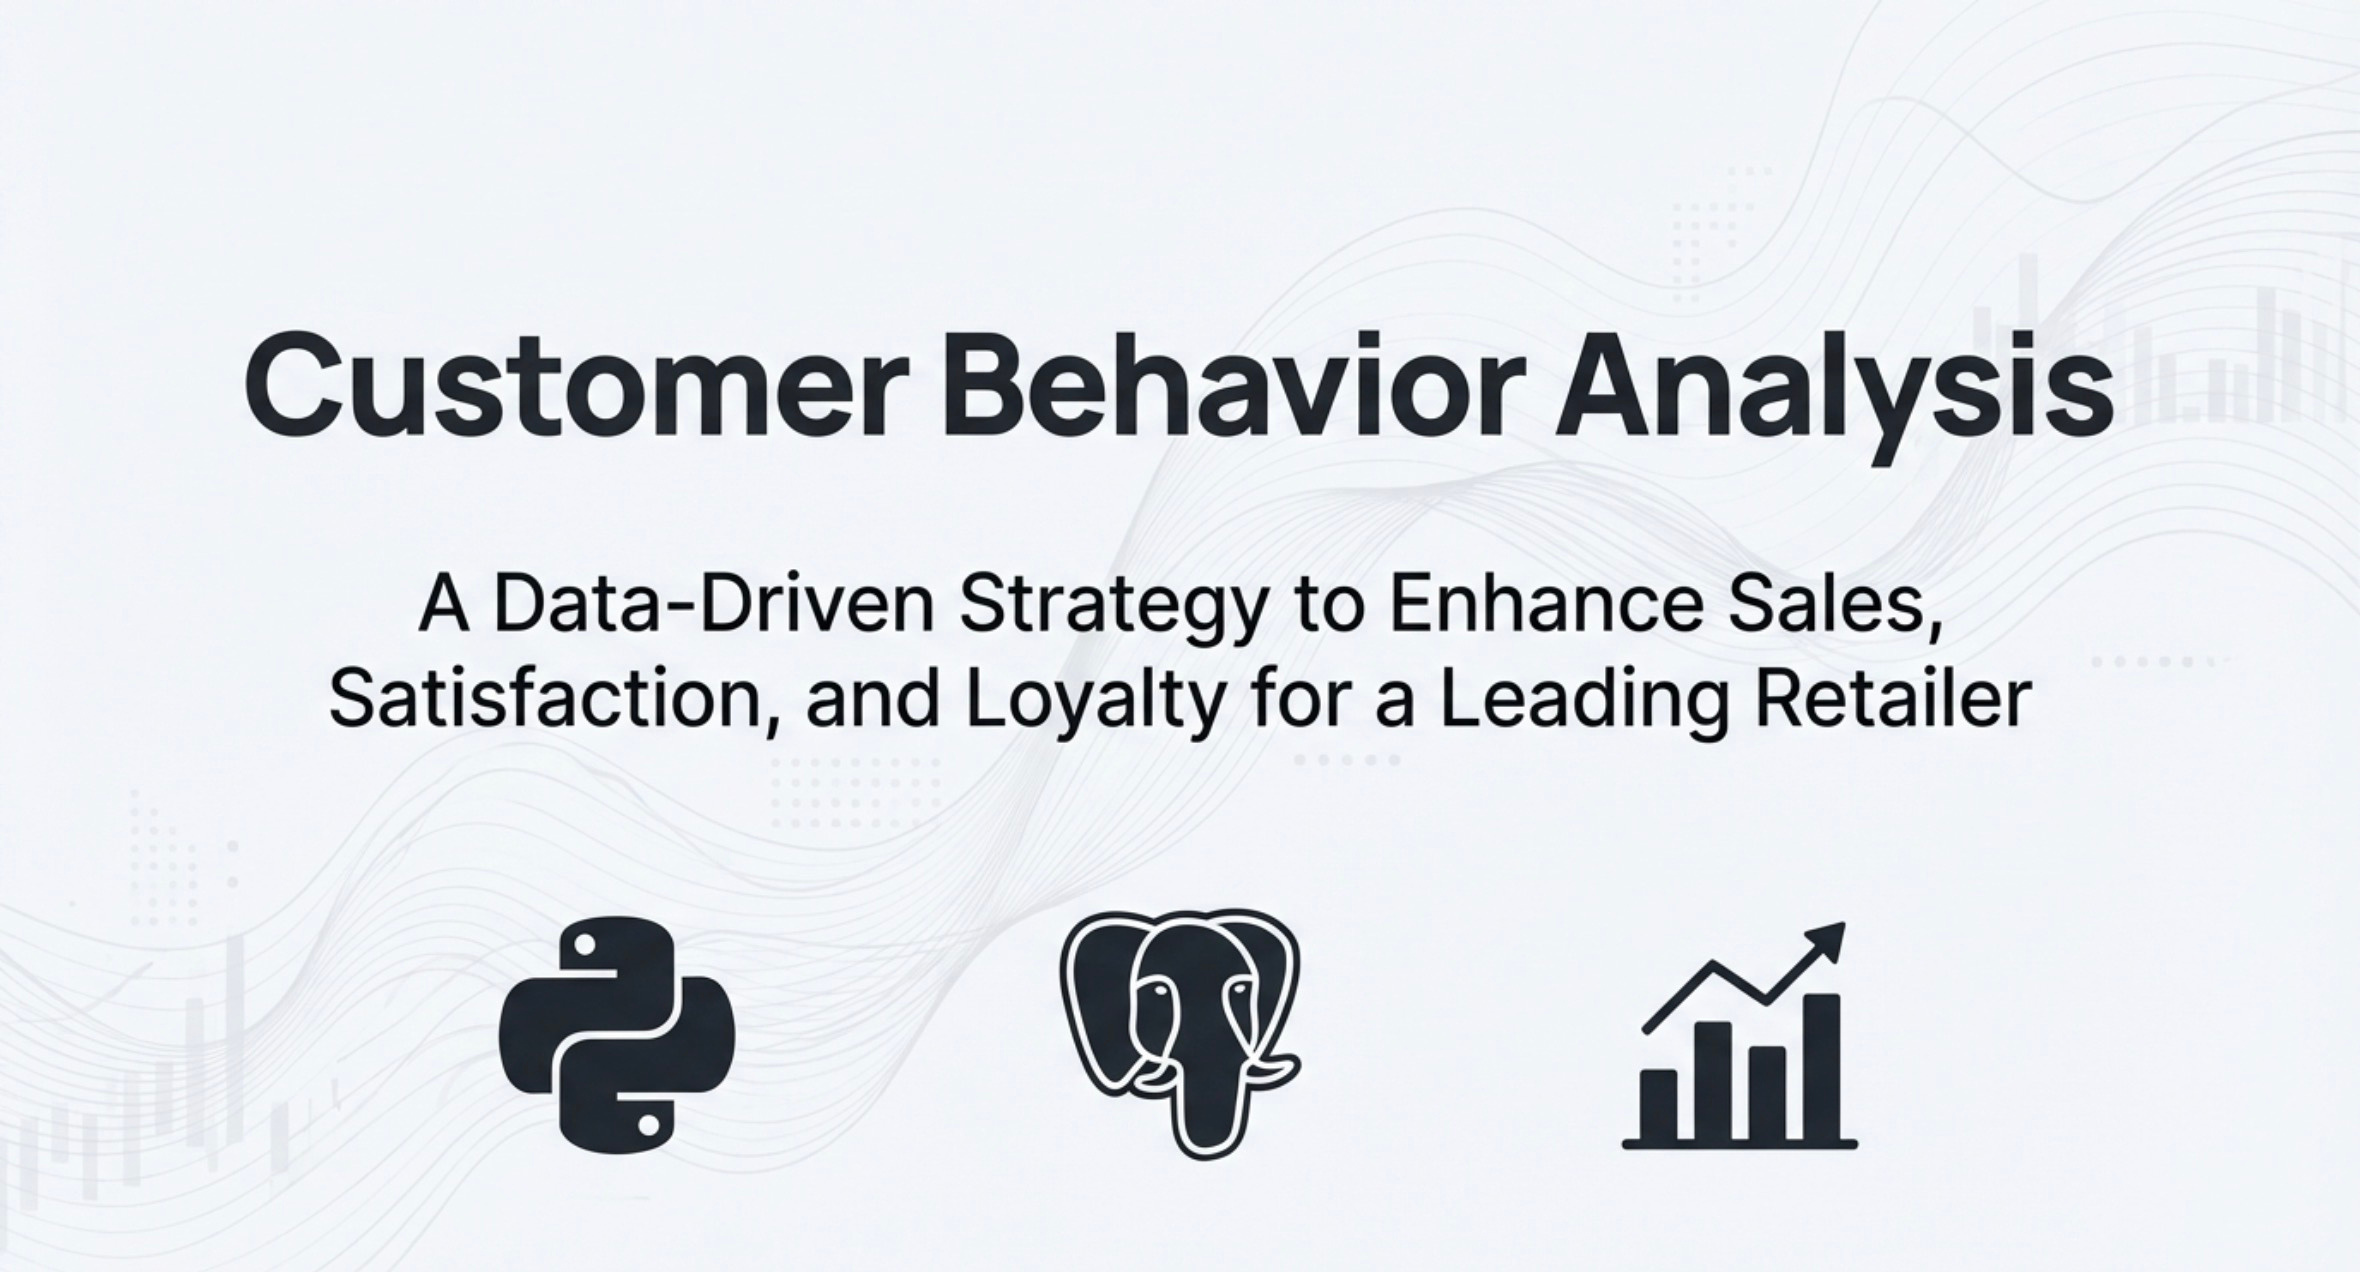 Customer Behavior Analysis
A Data-Driven Strategy to Enhance Sales,
Satisfaction, and Loyalty for a Leading Retailer